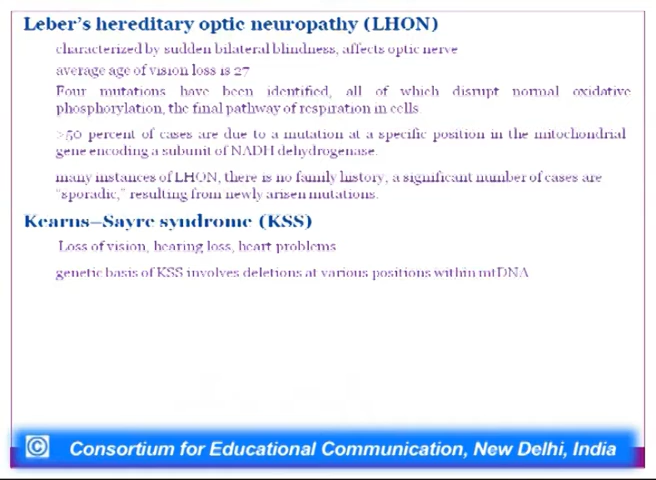 Leber's hereditary optic neuropathy (LHON)
characterized by sudden bilateral blindness, affects optic nerve
average age of vision loss is 27
Four mutations have been identified, all of which disrupt normal oxidative
phosphorylation, the final pathway of respiration in cells.
>50 percent of cases are due to a mutation at a specific position in the mitochondrial
gene encoding a subunit of NADH dehydrogenase.
many instances of LHON, there is no family history; a significant number of cases are
"sporadic," resulting from newly arisen mutations.
Kearns–Sayre syndrome (KSS)
Loss of vision, hearing loss, heart problems
genetic basis of KSS involves deletions at various positions within mtDNA
© Consortium for Educational Communication, New Delhi, India